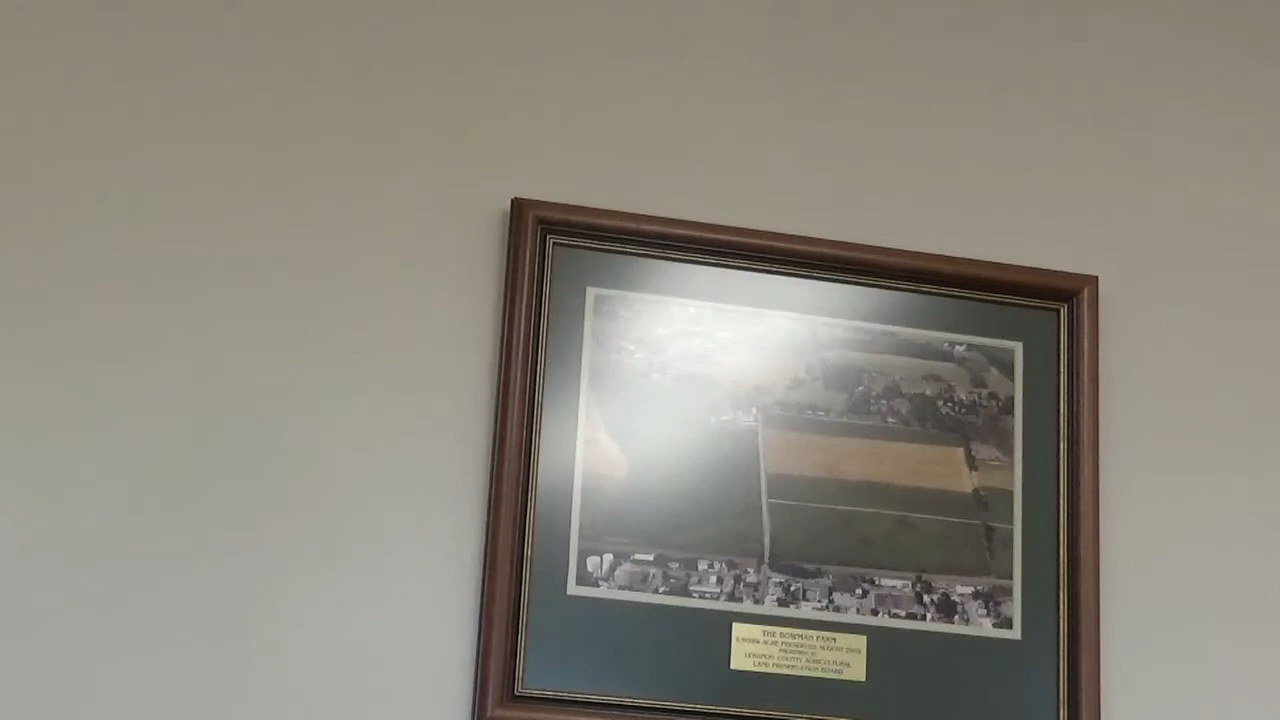 THE BOWMAN FARM
ACRE PRESERVED AUGUST
PRESENTED BY
LEBANON COUNTY AGRICULTURAL
LAND PRESERVATION BOARD